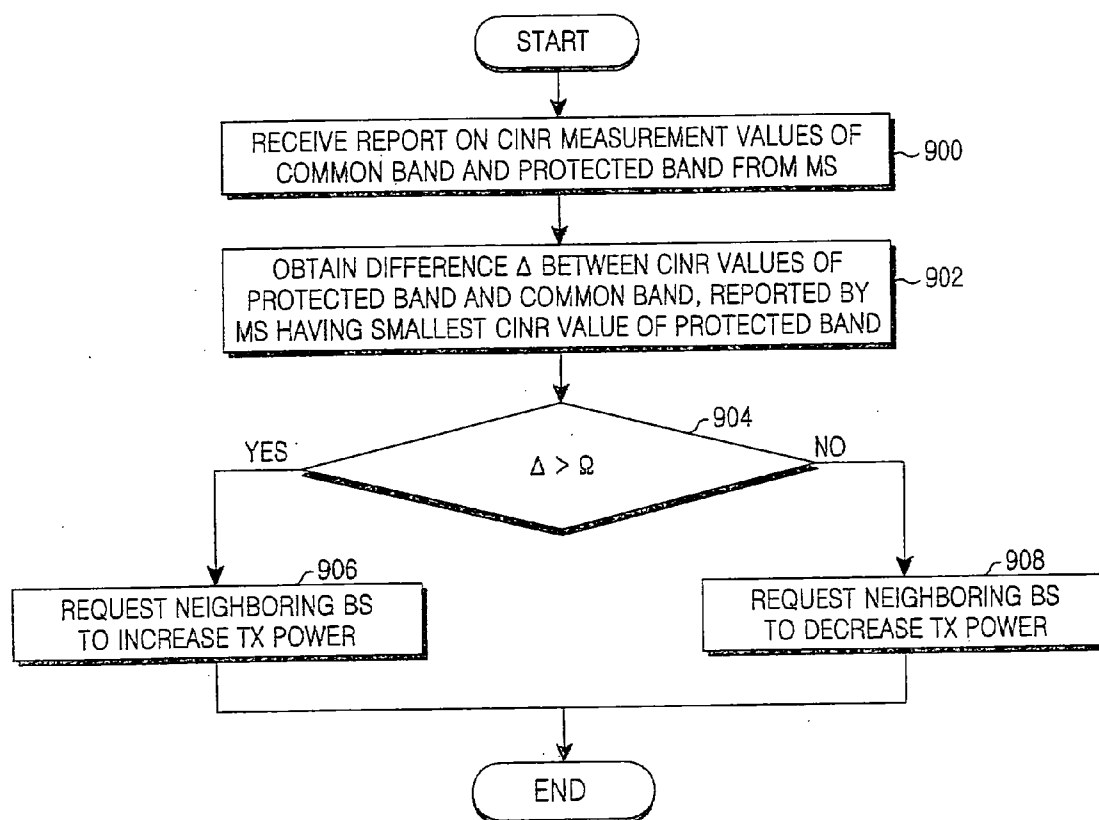 START
RECEIVE REPORT ON CINR MEASUREMENT VALUES OF
COMMON BAND AND PROTECTED BAND FROM MS
900
OBTAIN DIFFERENCE Δ BETWEEN CINR VALUES OF
PROTECTED BAND AND COMMON BAND, REPORTED BY
MS HAVING SMALLEST CINR VALUE OF PROTECTED BAND
902
904
YES
NO
Δ > Ω
906
REQUEST NEIGHBORING BS
TO INCREASE TX POWER
908
REQUEST NEIGHBORING BS
TO DECREASE TX POWER
END